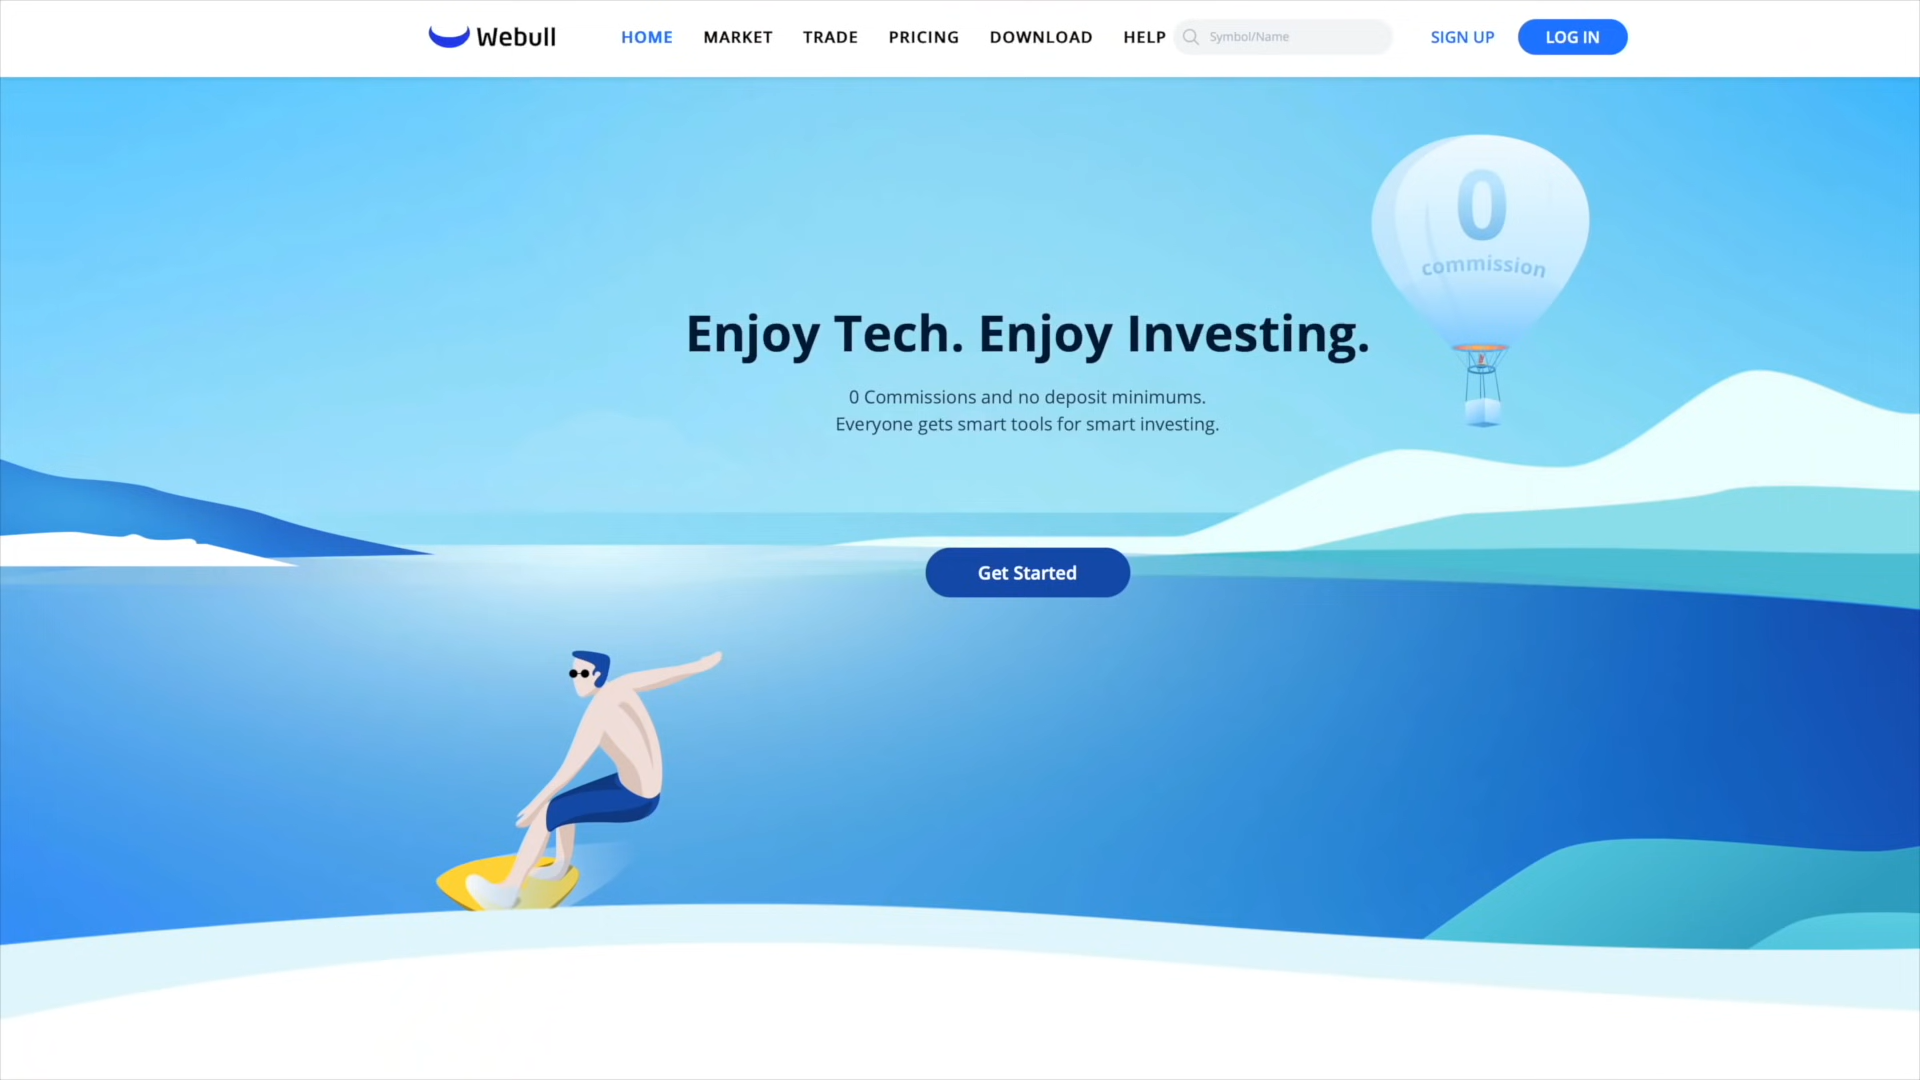 Webull
HOME MARKET TRADE PRICING DOWNLOAD HELP Symbol/Name SIGN UP LOG IN
0
commission
Enjoy Tech. Enjoy Investing.
0 Commissions and no deposit minimums.
Everyone gets smart tools for smart investing.
Get Started